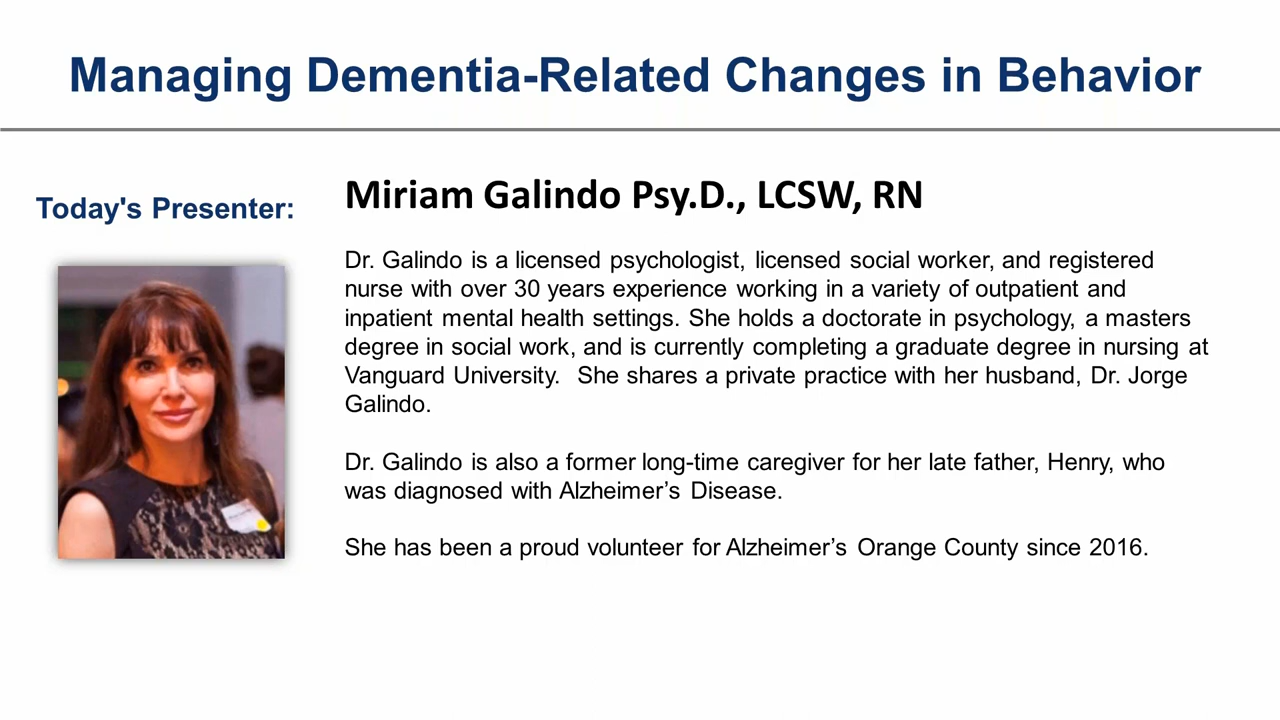 Managing Dementia-Related Changes in Behavior
Today's Presenter:
Miriam Galindo Psy.D., LCSW, RN
Dr. Galindo is a licensed psychologist, licensed social worker, and registered
nurse with over 30 years experience working in a variety of outpatient and
inpatient mental health settings. She holds a doctorate in psychology, a masters
degree in social work, and is currently completing a graduate degree in nursing at
Vanguard University.  She shares a private practice with her husband, Dr. Jorge
Galindo.
Dr. Galindo is also a former long-time caregiver for her late father, Henry, who
was diagnosed with Alzheimer’s Disease.
She has been a proud volunteer for Alzheimer’s Orange County since 2016.